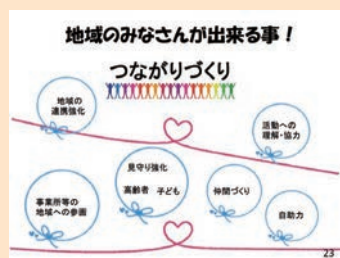 地域のみなさんが出来る事！
つながりづくり
地域の
連携強化
活動への
理解・協力
見守り強化
高齢者 子ども
仲間づくり
事業所等の
地域への参画
自助力
23